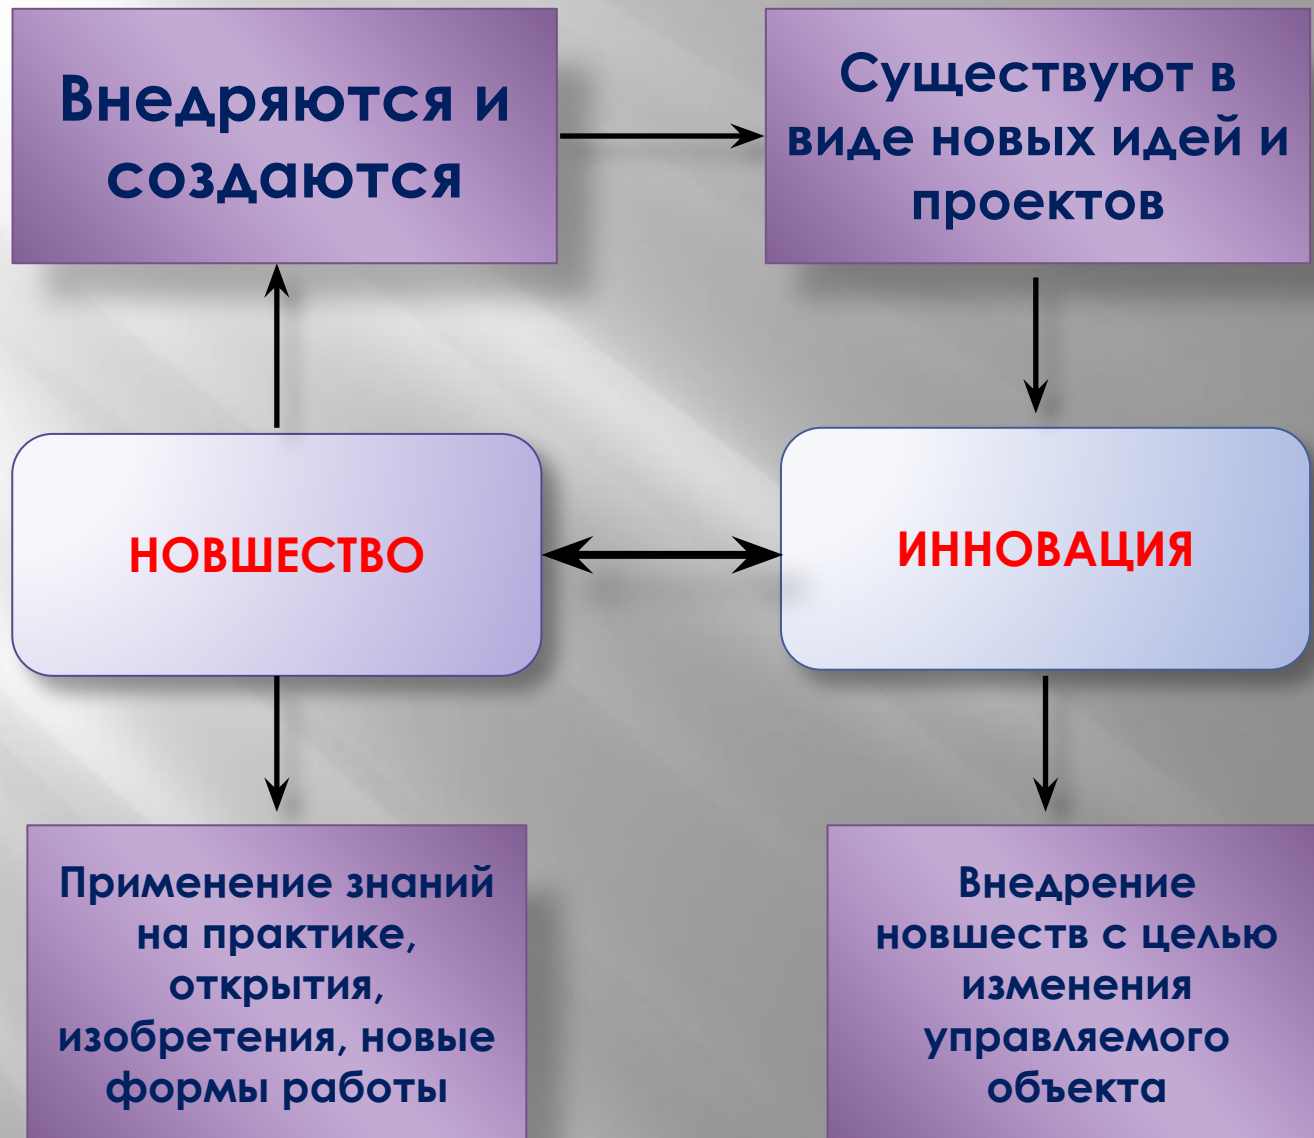 Внедряются и
создаются
Существуют в
виде новых идей и
проектов
НОВШЕСТВО
ИННОВАЦИЯ
Применение знаний
на практике,
открытия,
изобретения, новые
формы работы
Внедрение
новшеств с целью
изменения
управляемого
объекта